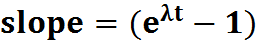 slope = (e^λt − 1)